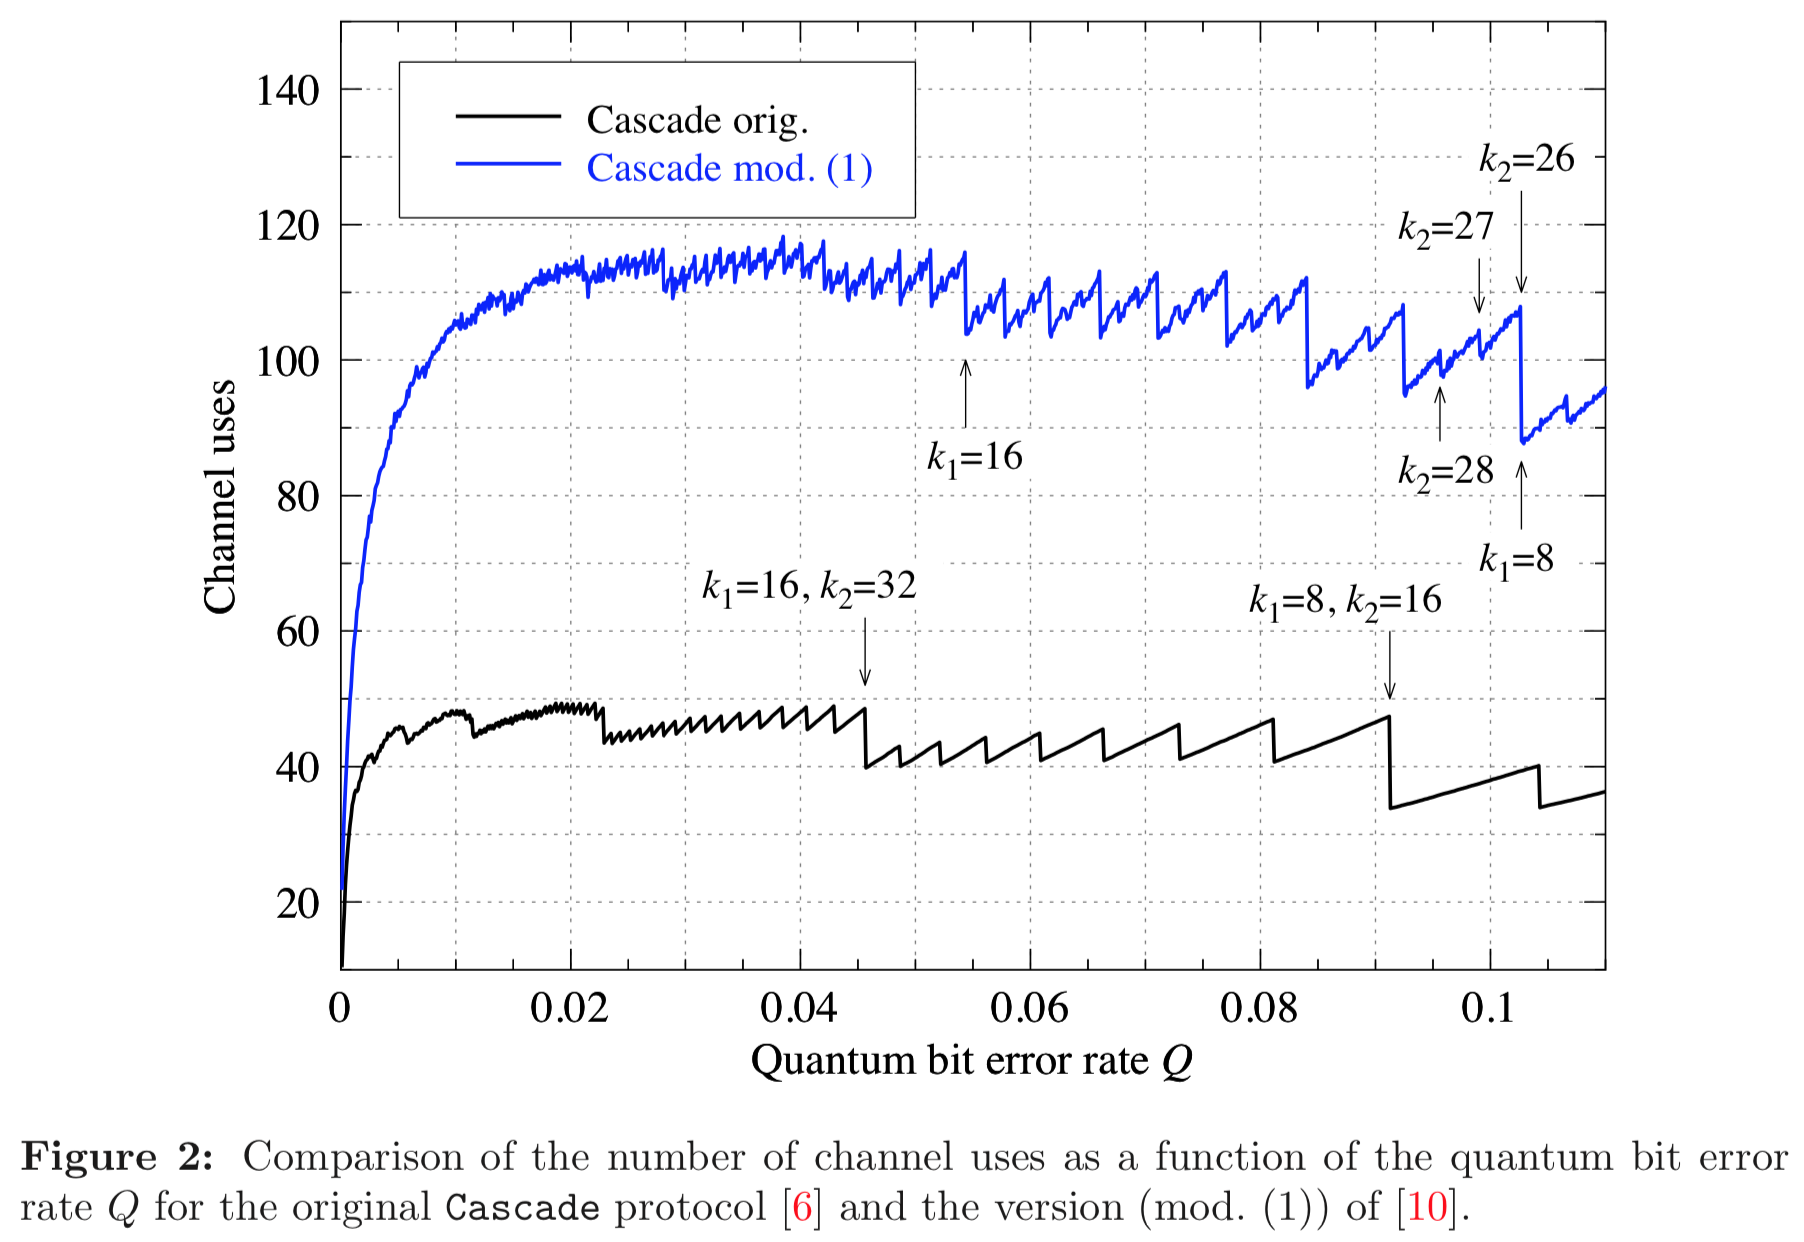 140
120
100
80
60
40
20
Channel uses
Cascade orig.
Cascade mod. (1)
k2=26
k2=27
k1=16
k2=28
k1=8
k1=16, k2=32
k1=8, k2=16
0 0.02 0.04 0.06 0.08 0.1
Quantum bit error rate Q
Figure 2: Comparison of the number of channel uses as a function of the quantum bit error
rate Q for the original Cascade protocol [6] and the version (mod. (1)) of [10].